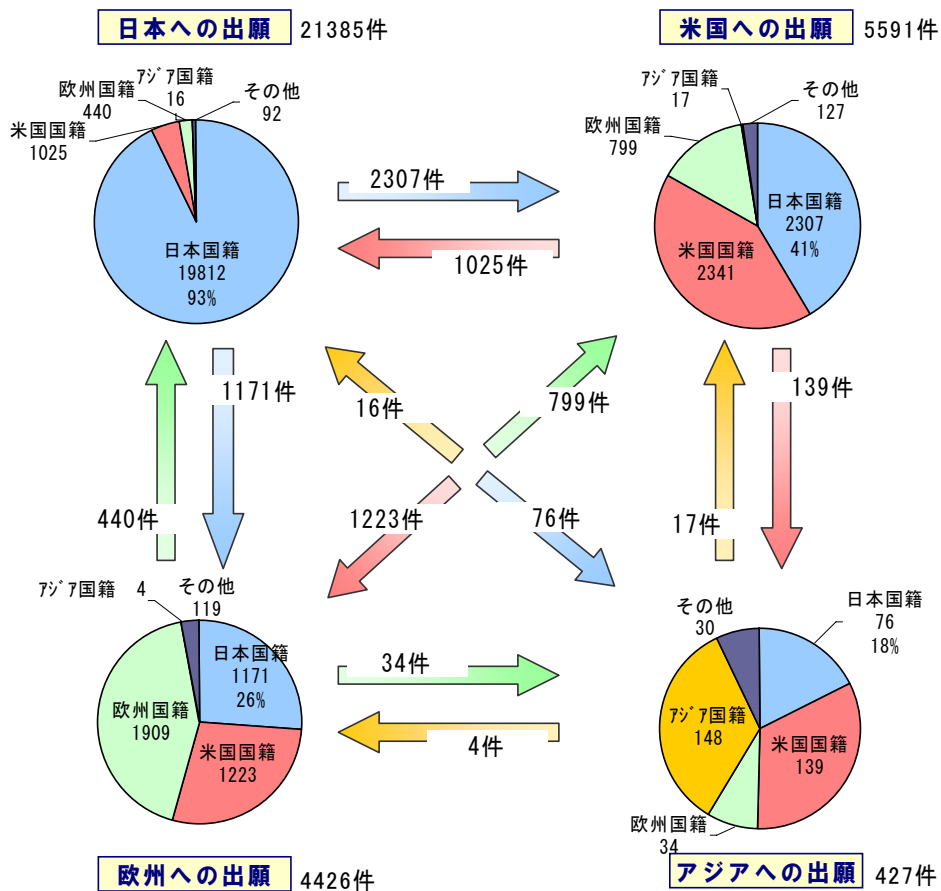 日本への出願 21385件
米国への出願 5591件
アジア国籍
16
欧州国籍
440
その他
92
米国国籍
1025
日本国籍
19812
93%
アジア国籍
17
その他
127
欧州国籍
799
日本国籍
2307
41%
米国国籍
2341
2307件
1025件
1171件
440件
16件
799件
1223件
76件
139件
17件
アジア国籍 4
その他
119
日本国籍
1171
26%
欧州国籍
1909
米国国籍
1223
34件
4件
その他
30
日本国籍
76
18%
アジア国籍
148
米国国籍
139
欧州国籍
34
欧州への出願 4426件
アジアへの出願 427件